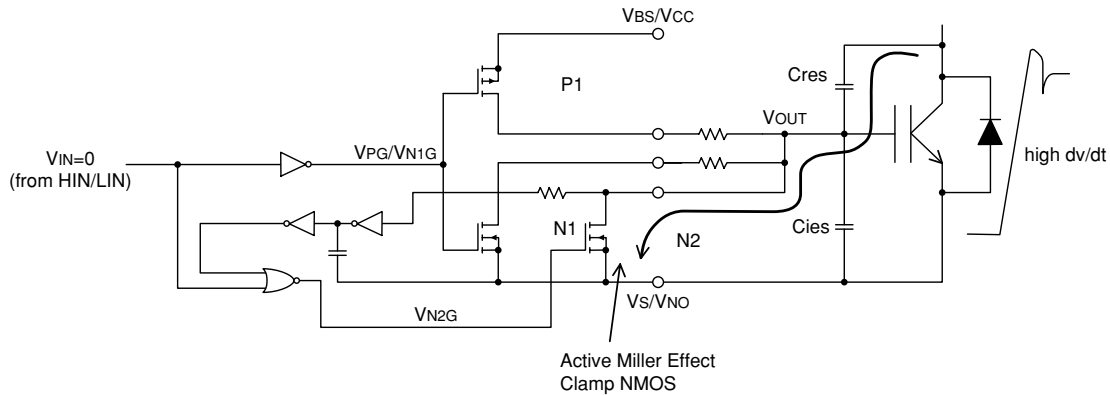 VBS/VCC
P1
Cres
VOUT
VIN=0
(from HIN/LIN)
VPG/VN1G
high dv/dt
N1
N2
Cies
VS/VNO
VN2G
Active Miller Effect
Clamp NMOS